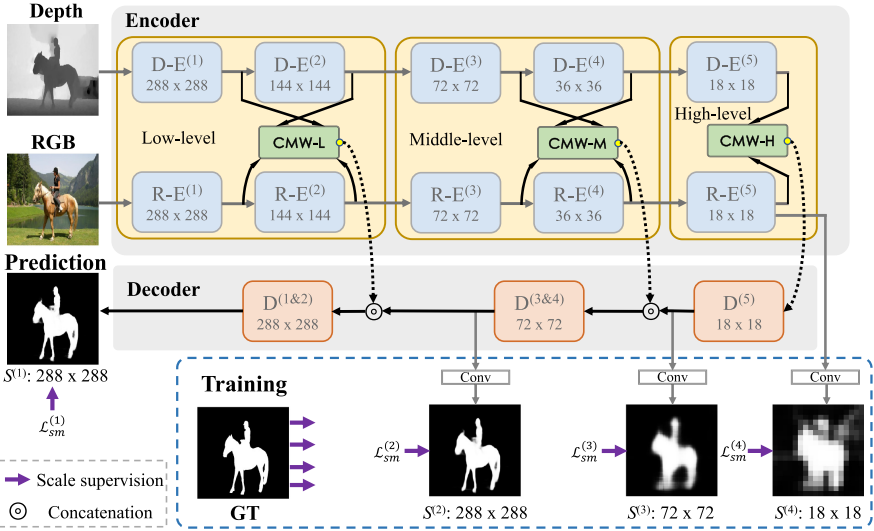 Depth
Encoder
D-E^(1)
288 x 288
D-E^(2)
144 x 144
D-E^(3)
72 x 72
D-E^(4)
36 x 36
D-E^(5)
18 x 18
Low-level
CMW-L
Middle-level
CMW-M
High-level
CMW-H
RGB
R-E^(1)
288 x 288
R-E^(2)
144 x 144
R-E^(3)
72 x 72
R-E^(4)
36 x 36
R-E^(5)
18 x 18
Prediction
Decoder
D^(1&2)
288 x 288
D^(3&4)
72 x 72
D^(5)
18 x 18
S^(1): 288 x 288
ℒ_sm^(1)
Training
Conv
Conv
Conv
ℒ_sm^(2)
ℒ_sm^(3)
ℒ_sm^(4)
GT
S^(2): 288 x 288
S^(3): 72 x 72
S^(4): 18 x 18
Scale supervision
Concatenation